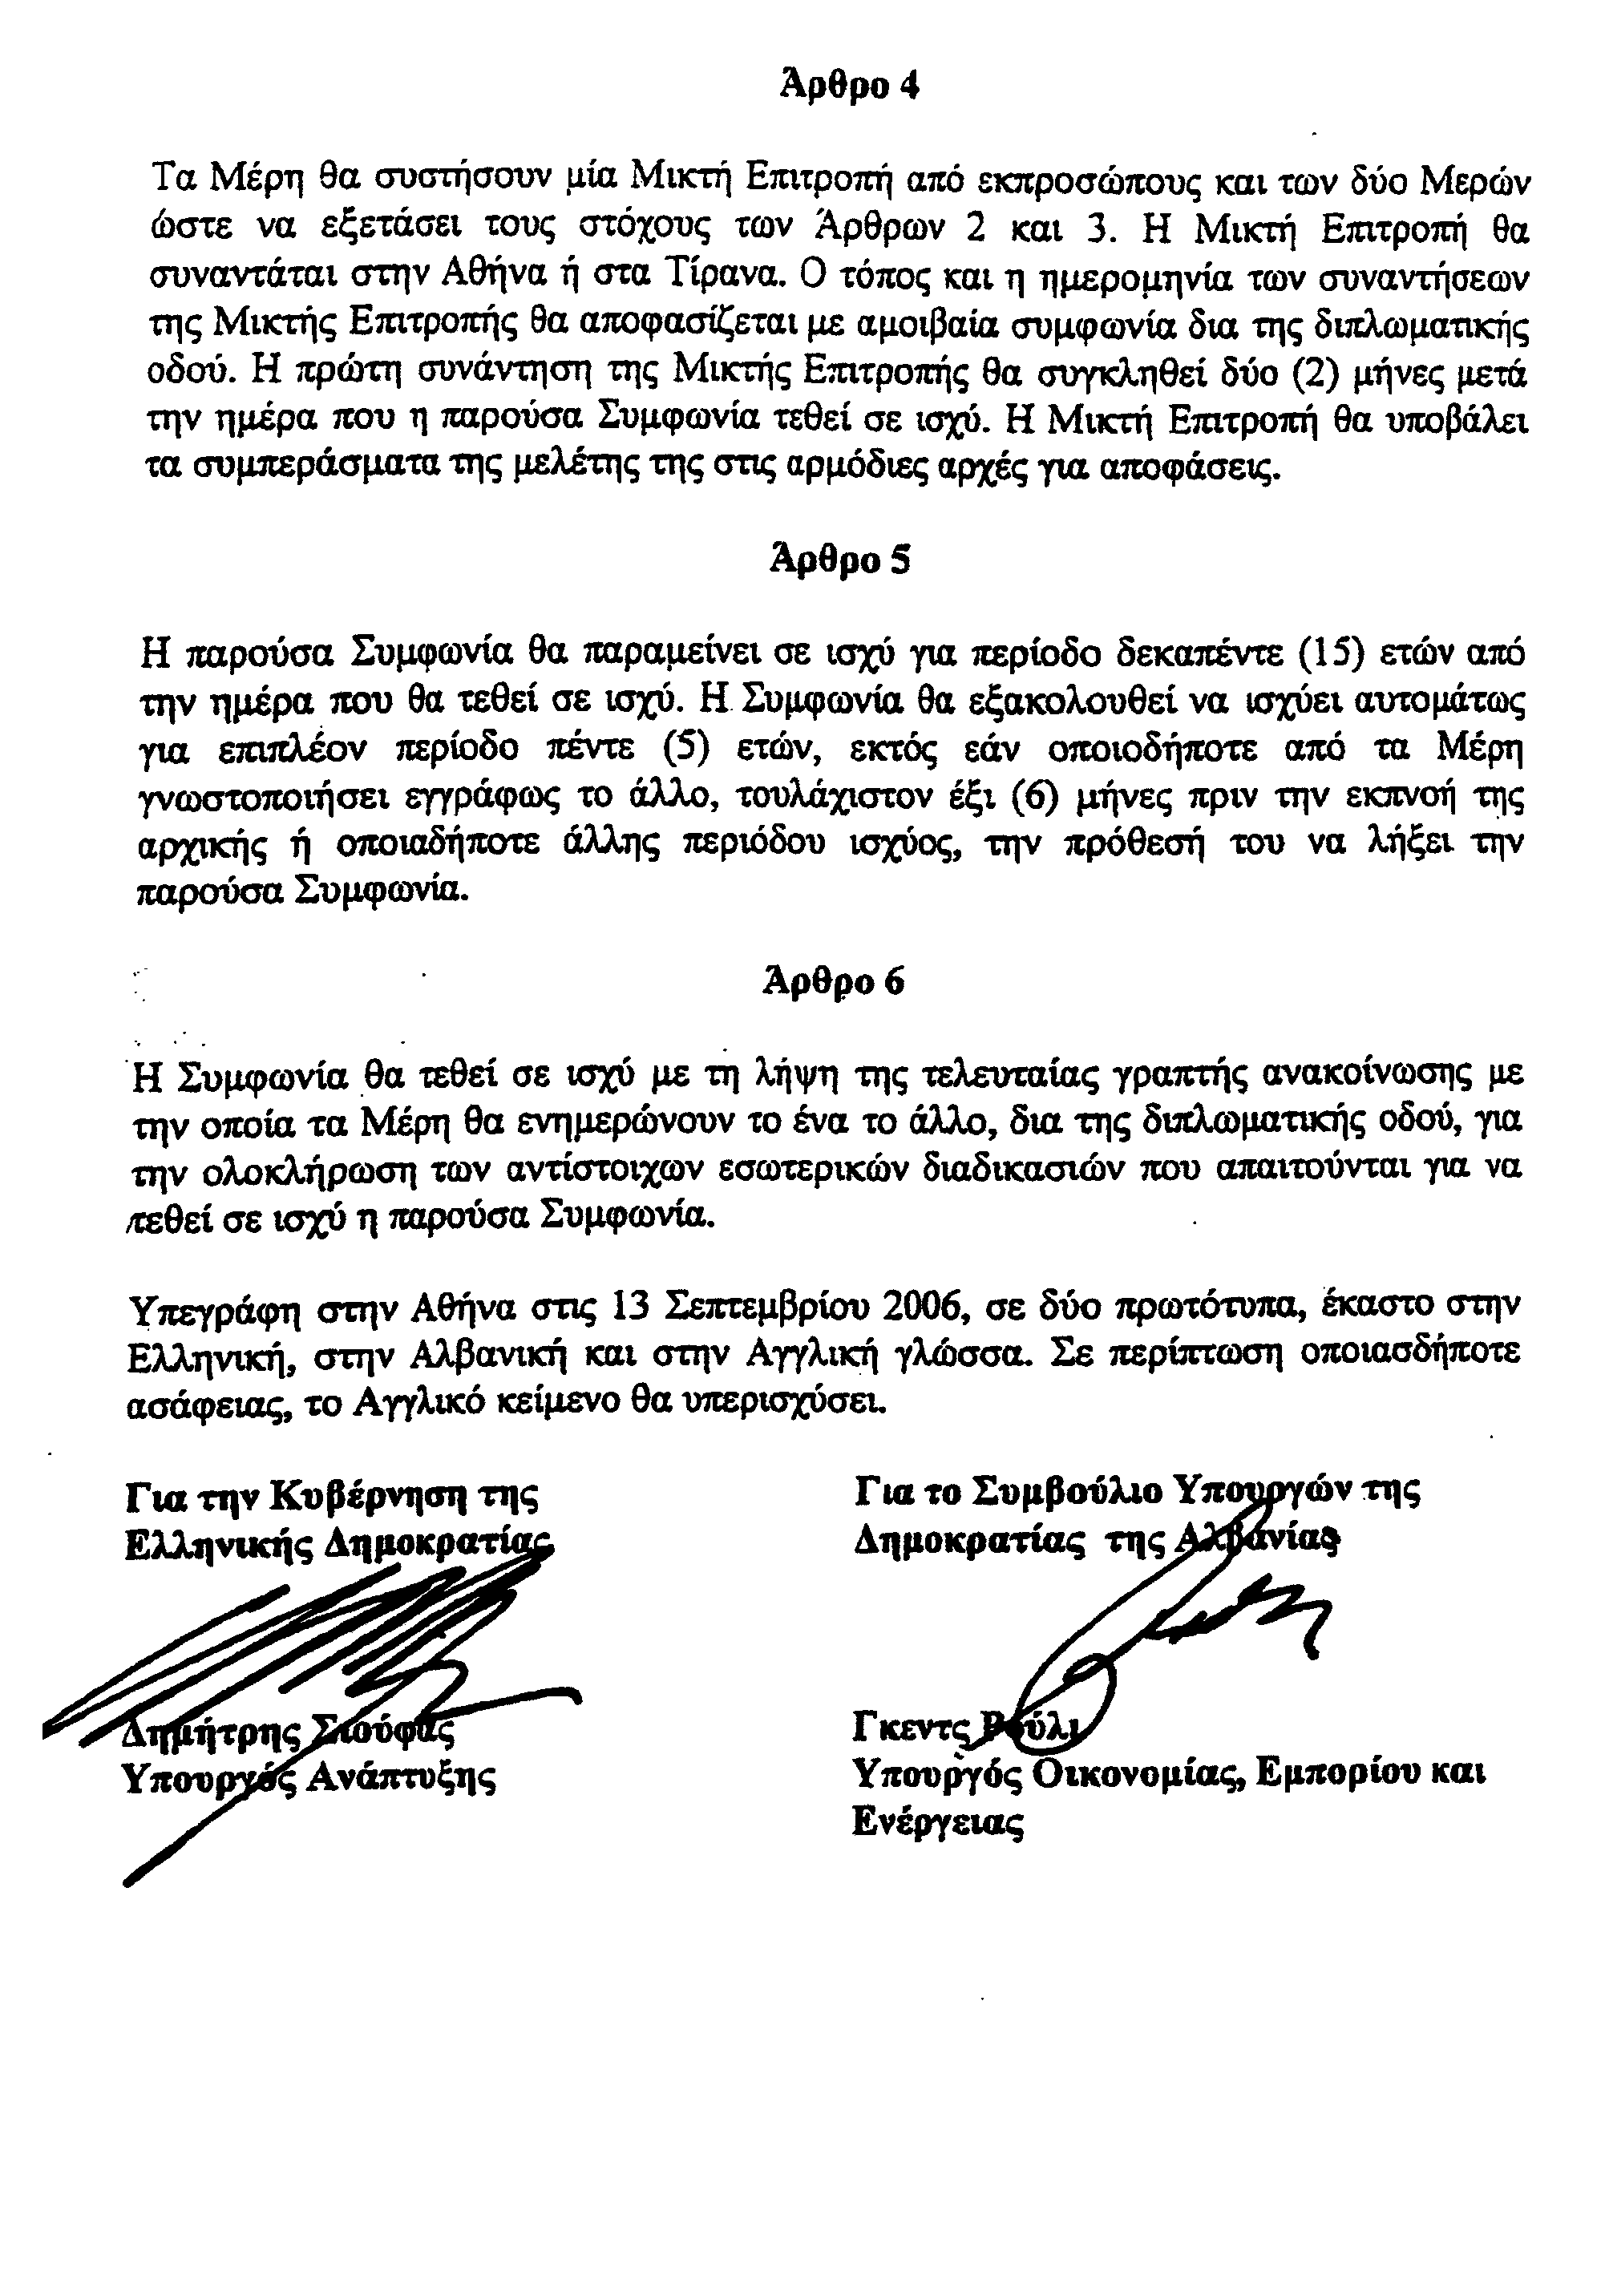 Άρθρο 4
Τα Μέρη θα συστήσουν μία Μικτή Επιτροπή από εκπροσώπους και των δύο Μερών
ώστε να εξετάσει τους στόχους των Άρθρων 2 και 3. Η Μικτή Επιτροπή θα
συναντάται στην Αθήνα ή στα Τίρανα. Ο τόπος και η ημερομηνία των συναντήσεων
της Μικτής Επιτροπής θα αποφασίζεται με αμοιβαία συμφωνία δια της διπλωματικής
οδού. Η πρώτη συνάντηση της Μικτής Επιτροπής θα συγκληθεί δύο (2) μήνες μετά
την ημέρα που η παρούσα Συμφωνία τεθεί σε ισχύ. Η Μικτή Επιτροπή θα υποβάλει
τα συμπεράσματα της μελέτης της στις αρμόδιες αρχές για αποφάσεις.
Άρθρο 5
Η παρούσα Συμφωνία θα παραμείνει σε ισχύ για περίοδο δεκαπέντε (15) ετών από
την ημέρα που θα τεθεί σε ισχύ. Η Συμφωνία θα εξακολουθεί να ισχύει αυτομάτως
για επιπλέον περίοδο πέντε (5) ετών, εκτός εάν οποιοδήποτε από τα Μέρη
γνωστοποιήσει εγγράφως το άλλο, τουλάχιστον έξι (6) μήνες πριν την εκπνοή της
αρχικής ή οποιαδήποτε άλλης περιόδου ισχύος, την πρόθεσή του να λήξει την
παρούσα Συμφωνία.
Άρθρο 6
Η Συμφωνία θα τεθεί σε ισχύ με τη λήψη της τελευταίας γραπτής ανακοίνωσης με
την οποία τα Μέρη θα ενημερώνουν το ένα το άλλο, δια της διπλωματικής οδού, για
την ολοκλήρωση των αντίστοιχων εσωτερικών διαδικασιών που απαιτούνται για να
τεθεί σε ισχύ η παρούσα Συμφωνία.
Υπεγράφη στην Αθήνα στις 13 Σεπτεμβρίου 2006, σε δύο πρωτότυπα, έκαστο στην
Ελληνική, στην Αλβανική και στην Αγγλική γλώσσα. Σε περίπτωση οποιασδήποτε
ασάφειας, το Αγγλικό κείμενο θα υπερισχύσει.
Για την Κυβέρνηση της
Ελληνικής Δημοκρατίας
Δημήτρης Σιούφας
Υπουργός Ανάπτυξης
Για το Συμβούλιο Υπουργών της
Δημοκρατίας της Αλβανίας
Γκεντς Ρούλι
Υπουργός Οικονομίας, Εμπορίου και
Ενέργειας